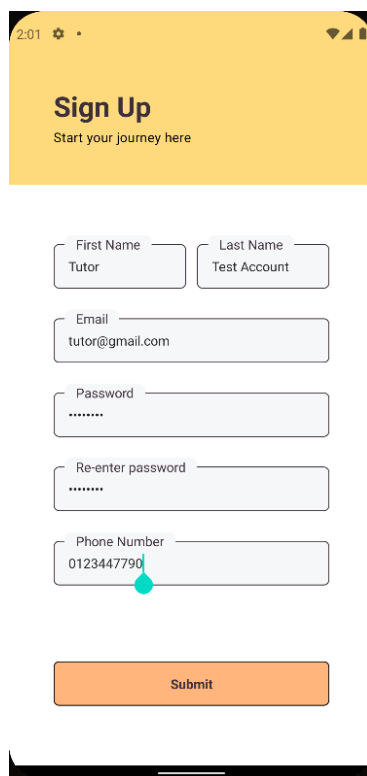 2:01
Sign Up
Start your journey here
First Name Last Name
Tutor Test Account
Email
tutor@gmail.com
Password
••••••••
Re-enter password
••••••••
Phone Number
0123447790
Submit